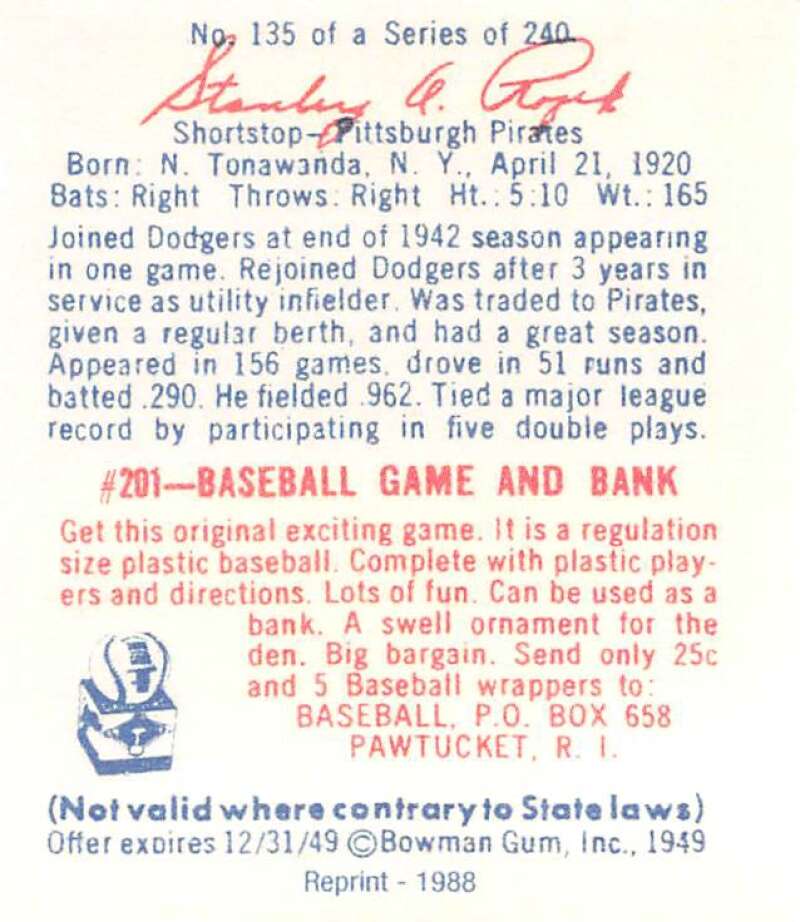 No. 135 of a Series of 240
Stanley A. Rojek
Shortstop—Pittsburgh Pirates
Born: N. Tonawanda, N. Y., April 21, 1920
Bats: Right Throws: Right Ht.: 5:10 Wt.: 165
Joined Dodgers at end of 1942 season appearing
in one game. Rejoined Dodgers after 3 years in
service as utility infielder. Was traded to Pirates,
given a regular berth, and had a great season.
Appeared in 156 games, drove in 51 runs and
batted .290. He fielded .962. Tied a major league
record by participating in five double plays.
#201—BASEBALL GAME AND BANK
Get this original exciting game. It is a regulation
size plastic baseball. Complete with plastic play-
ers and directions. Lots of fun. Can be used as a
bank. A swell ornament for the
den. Big bargain. Send only 25c
and 5 Baseball wrappers to:
BASEBALL, P.O. BOX 658
PAWTUCKET, R. I.
(Not valid where contrary to State laws)
Offer expires 12/31/49 ©Bowman Gum, Inc., 1949
Reprint - 1988